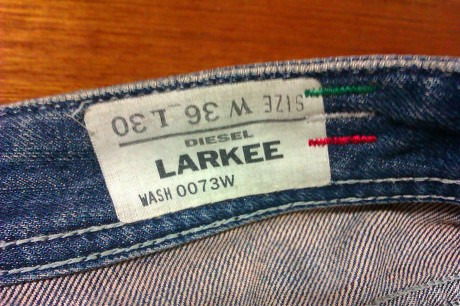 SIZE W 36 L 30
DIESEL
LARKEE
WASH 0073W